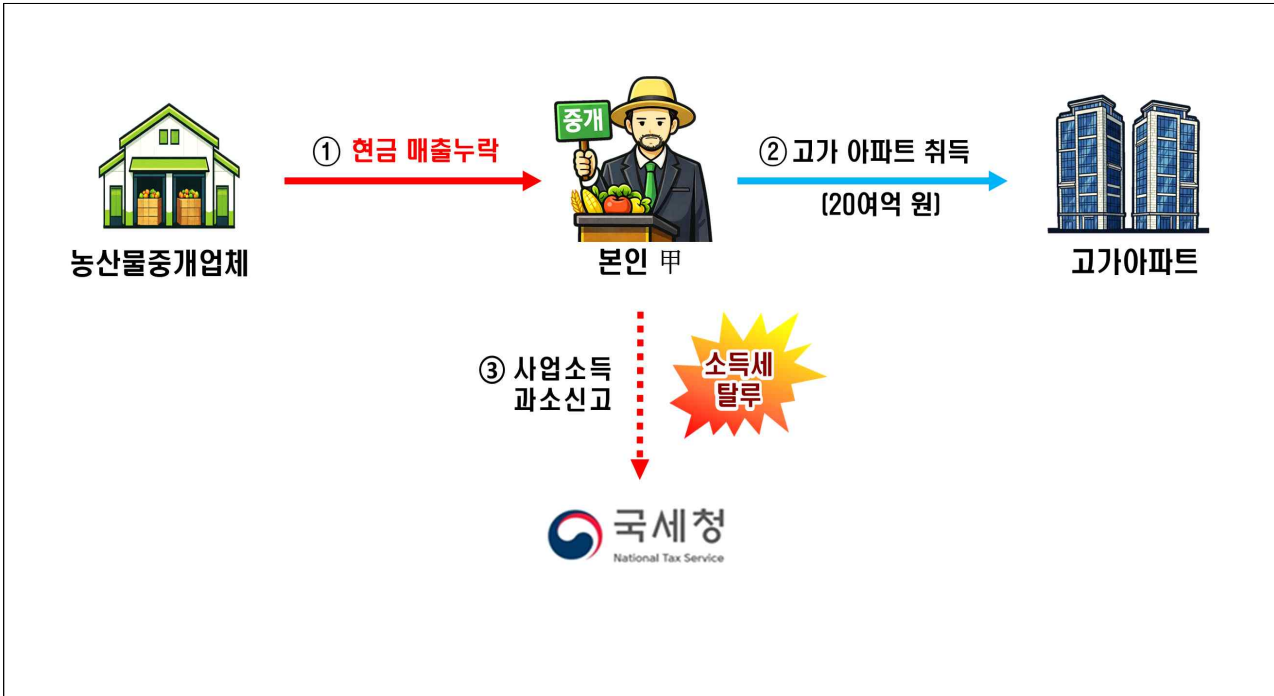 중개
① 현금 매출누락
② 고가 아파트 취득
(20여억 원)
농산물중개업체
본인 甲
고가아파트
③ 사업소득
과소신고
소득세
탈루
국세청
National Tax Service